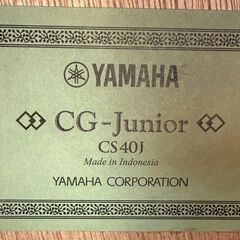 YAMAHA
CG-Junior
CS40J
Made in Indonesia
YAMAHA CORPORATION